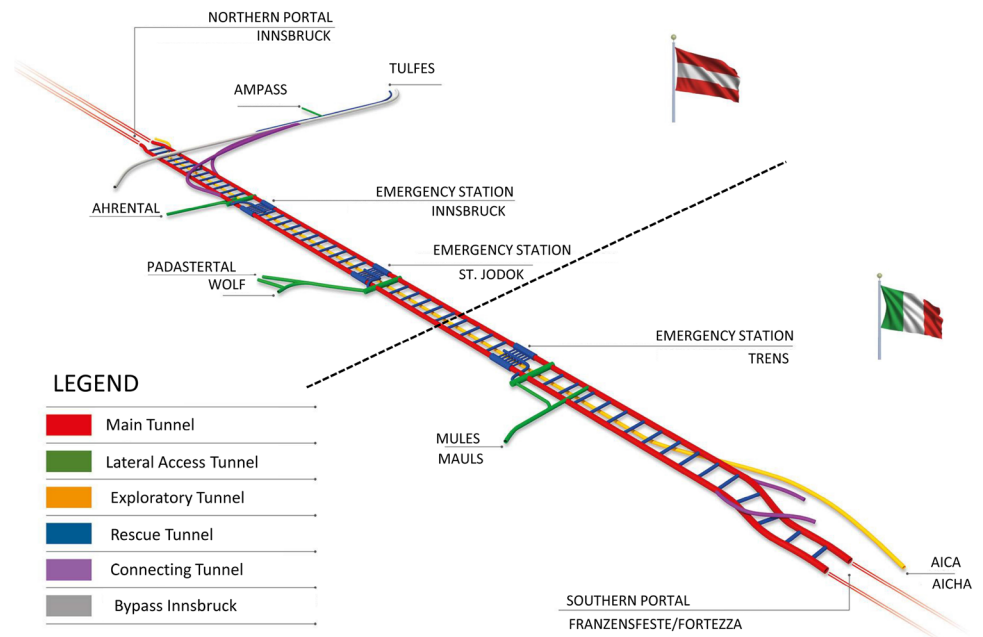 NORTHERN PORTAL
INNSBRUCK
TULFES
AMPASS
AHRENTAL
EMERGENCY STATION
INNSBRUCK
EMERGENCY STATION
ST. JODOK
PADASTERTAL
WOLF
EMERGENCY STATION
TRENS
MULES
MAULS
AICA
AICHA
SOUTHERN PORTAL
FRANZENSFESTE/FORTEZZA
LEGEND
Main Tunnel
Lateral Access Tunnel
Exploratory Tunnel
Rescue Tunnel
Connecting Tunnel
Bypass Innsbruck